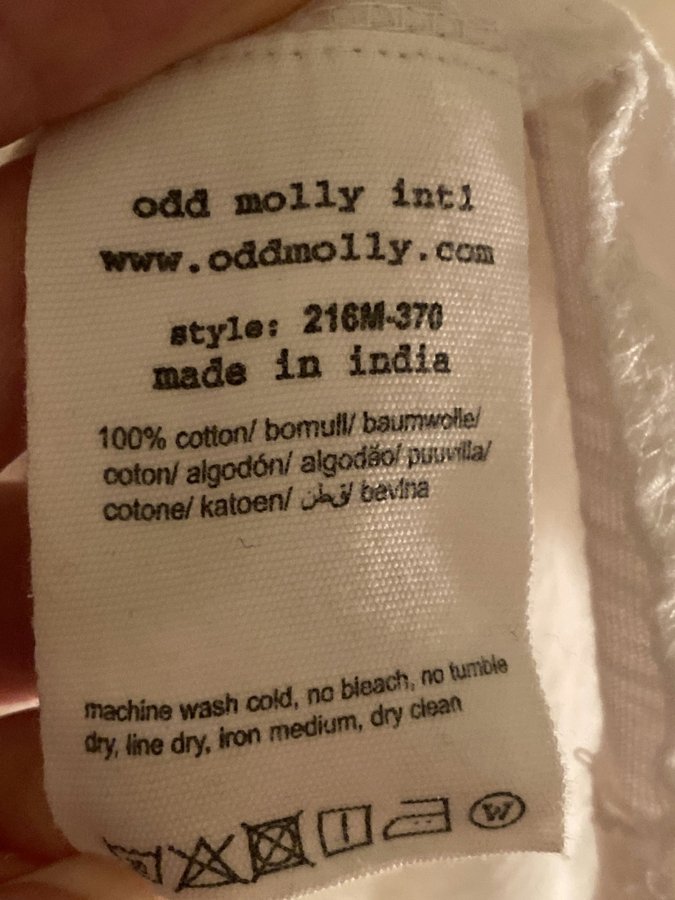 odd molly intl
www.oddmolly.com
style: 216M-370
made in india
100% cotton/ bomull/ baumwolle/
coton/ algodón/ algodão/ puuvilla/
cotone/ katoen/ قطن/ bavlna
machine wash cold, no bleach, no tumble
dry, line dry, iron medium, dry clean
W